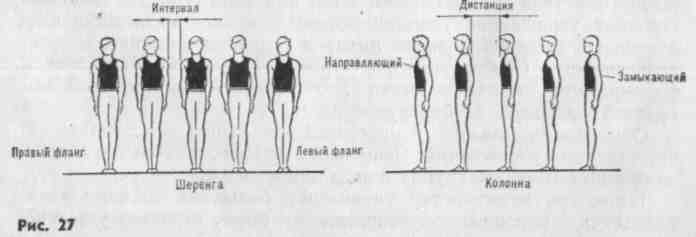 Интервал
Дистанция
Направляющий
Замыкающий
Правый фланг
Левый фланг
Шеренга
Колонна
Рис. 27